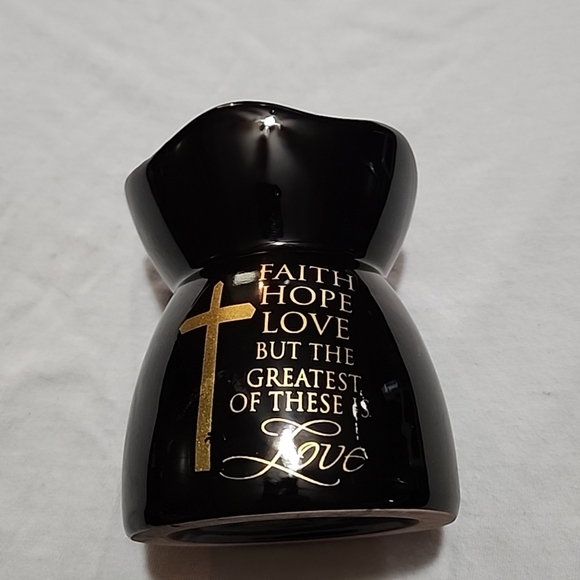 FAITH
HOPE
LOVE
BUT THE
GREATEST
OF THESE IS
Love